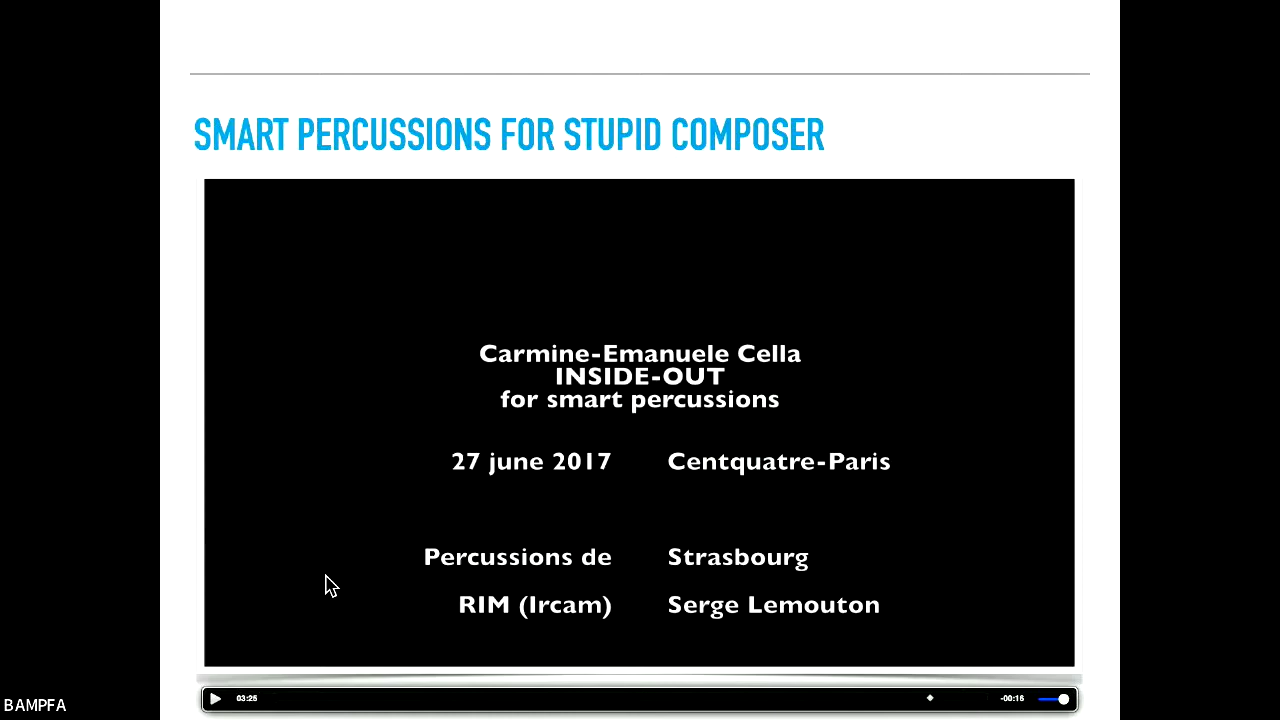 SMART PERCUSSIONS FOR STUPID COMPOSER
Carmine-Emanuele Cella
INSIDE-OUT
for smart percussions
27 june 2017 Centquatre-Paris
Percussions de Strasbourg
RIM (Ircam) Serge Lemouton
03:25 -00:16
BAMPFA